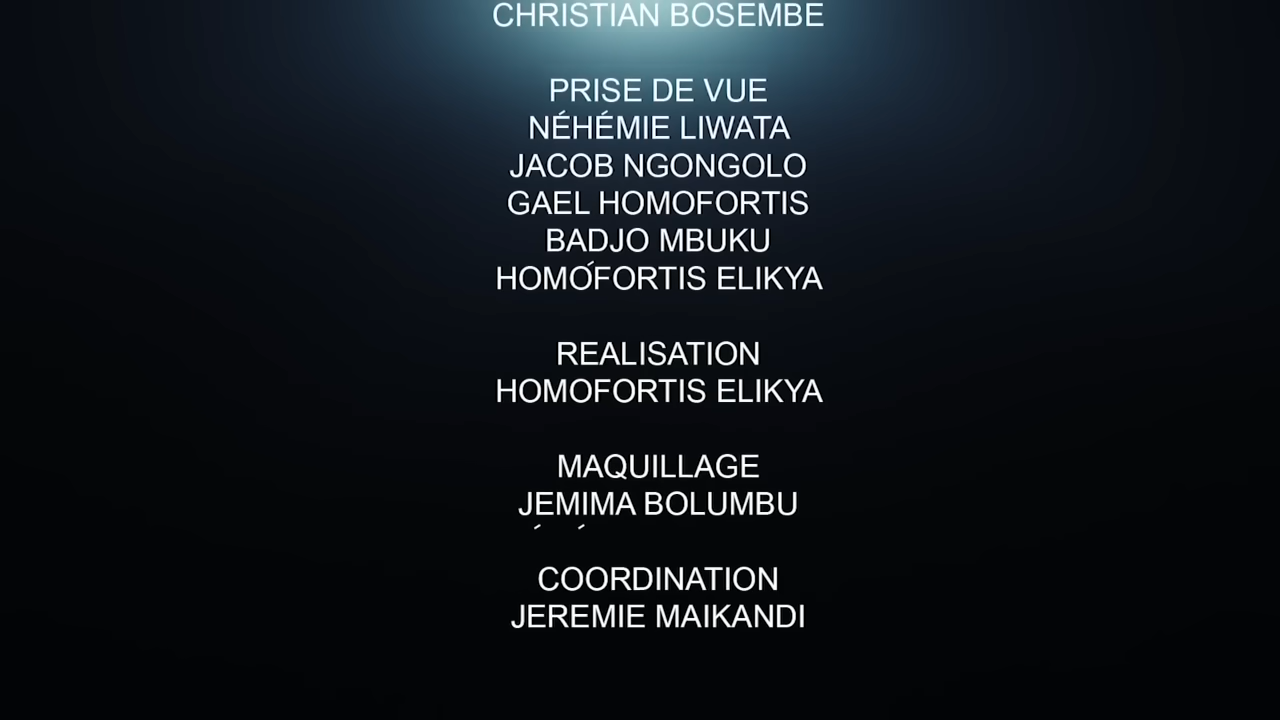 CHRISTIAN BOSEMBE
PRISE DE VUE
NÉHÉMIE LIWATA
JACOB NGONGOLO
GAEL HOMOFORTIS
BADJO MBUKU
HOMOFORTIS ELIKYA
REALISATION
HOMOFORTIS ELIKYA
MAQUILLAGE
JEMIMA BOLUMBU
COORDINATION
JEREMIE MAIKANDI